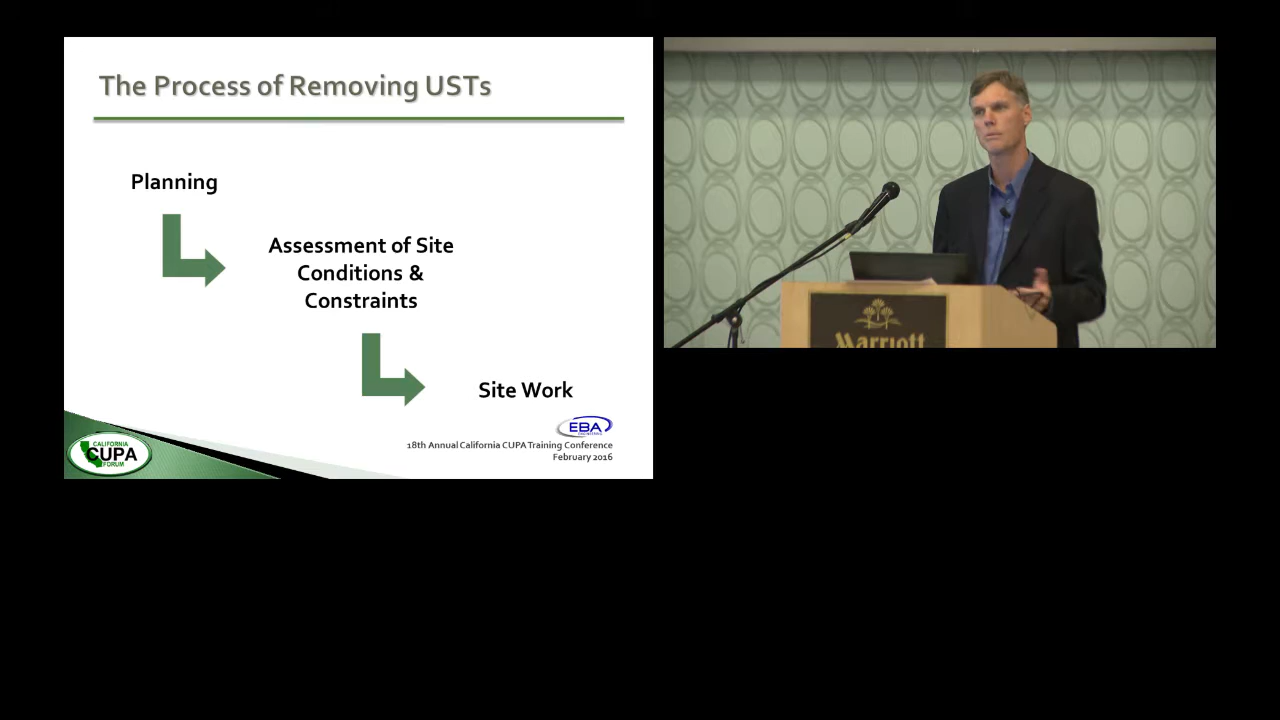 The Process of Removing USTs
Planning
Assessment of Site
Conditions &
Constraints
Site Work
EBA
ENGINEERING
18th Annual California CUPA Training Conference
February 2016
CALIFORNIA
CUPA
FORUM
Marriott